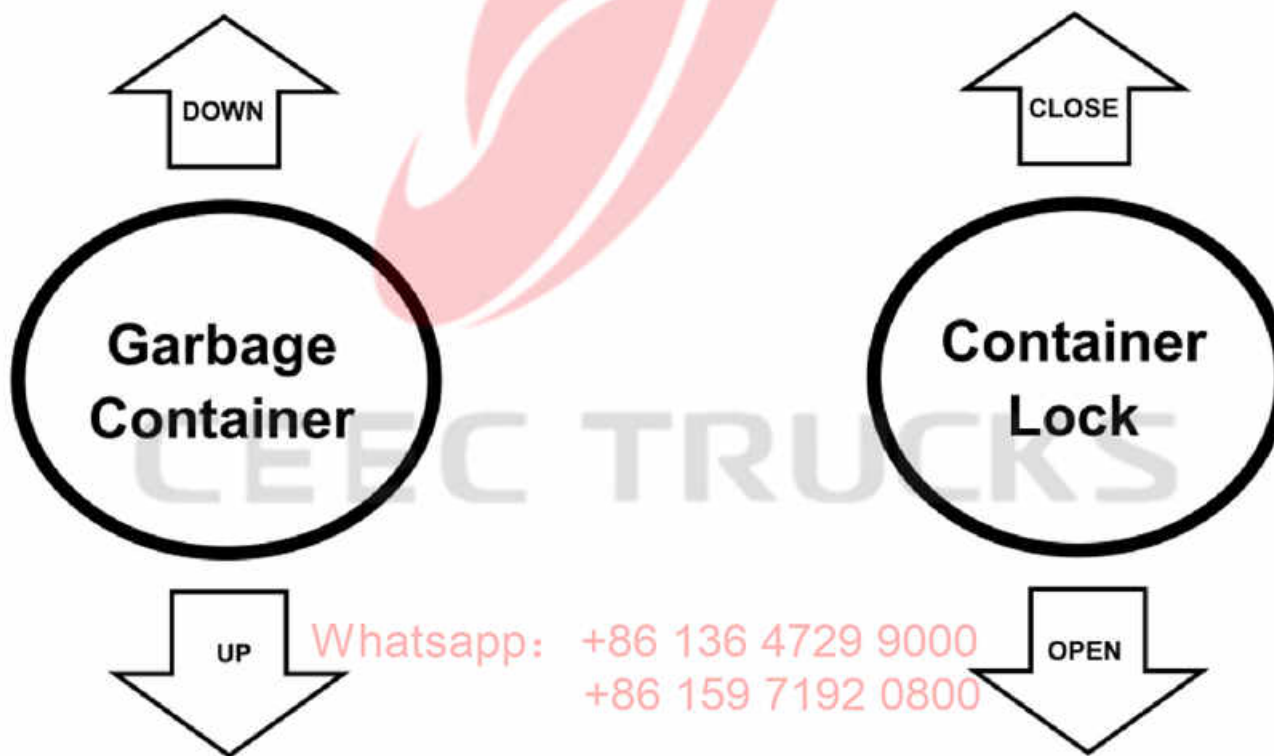 DOWN
CLOSE
Garbage
Container
Container
Lock
CEEC TRUCKS
UP
OPEN
Whatsapp： +86 136 4729 9000
+86 159 7192 0800